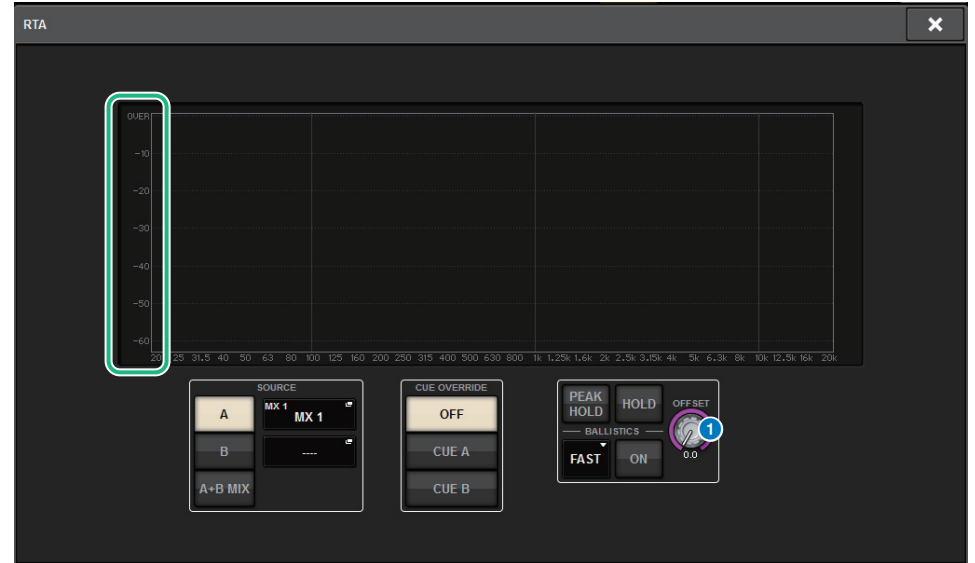 RTA
OVER
-10
-20
-30
-40
-50
-60
20 25 31.5 40 50 63 80 100 125 160 200 250 315 400 500 630 800 1k 1.25k 1.6k 2k 2.5k 3.15k 4k 5k 6.3k 8k 10k 12.5k 16k 20k
SOURCE
A
MX 1
MX 1
B
----
A+B MIX
CUE OVERRIDE
OFF
CUE A
CUE B
PEAK
HOLD
HOLD
OFFSET
1
BALLISTICS
FAST
ON
0.0